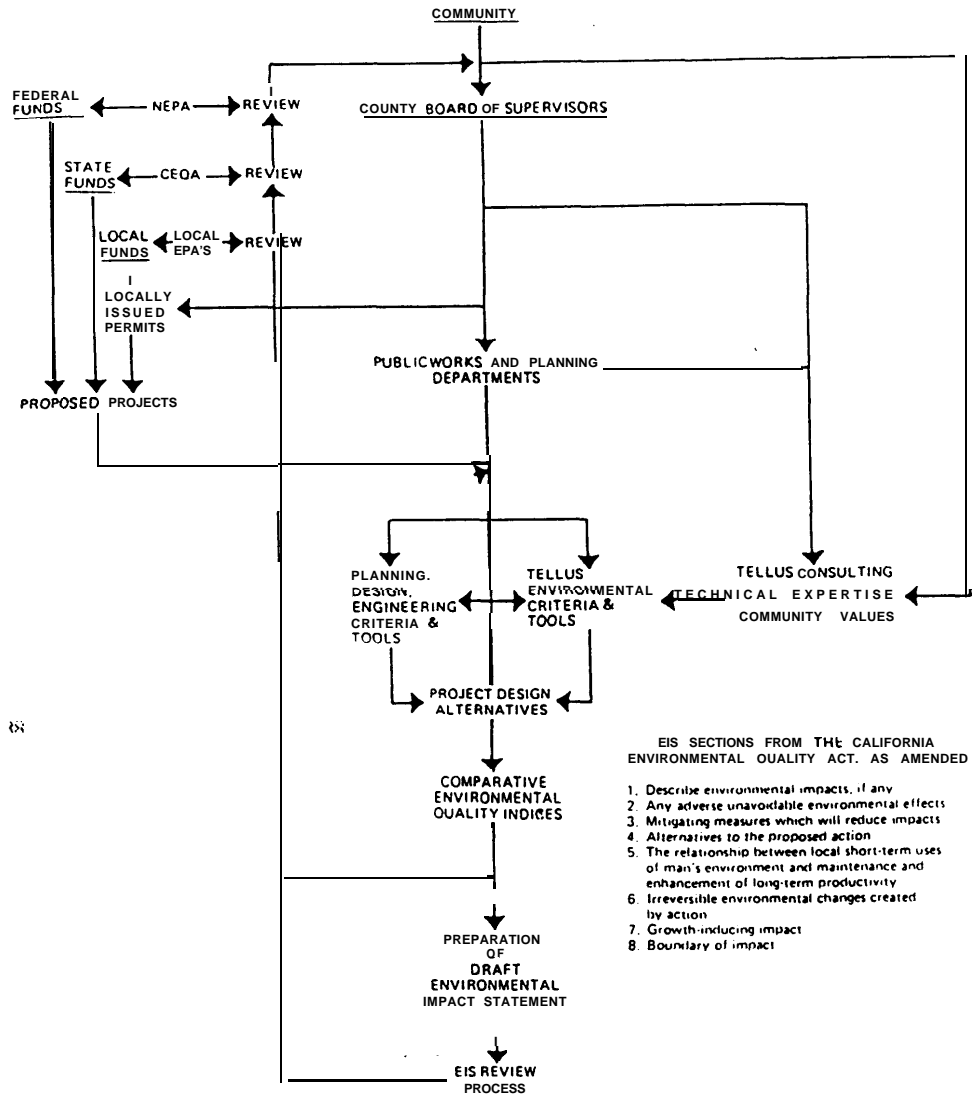 COMMUNITY
FEDERAL
FUNDS
NEPA
REVIEW
COUNTY BOARD OF SUPERVISORS
STATE
FUNDS
CEQA
REVIEW
LOCAL
FUNDS
LOCAL
EPA'S
REVIEW
LOCALLY
ISSUED
PERMITS
PUBLICWORKS AND PLANNING
DEPARTMENTS
PROPOSED PROJECTS
PLANNING.
DESIGN,
ENGINEERING
CRITERIA &
TOOLS
TELLUS
ENVIRONMENTAL
CRITERIA &
TOOLS
TELLUS CONSULTING
TECHNICAL EXPERTISE
COMMUNITY VALUES
PROJECT DESIGN
ALTERNATIVES
COMPARATIVE
ENVIRONMENTAL
QUALITY INDICES
PREPARATION
OF
DRAFT
ENVIRONMENTAL
IMPACT STATEMENT
EIS REVIEW
PROCESS
EIS SECTIONS FROM THE CALIFORNIA
ENVIRONMENTAL OUALITY ACT. AS AMENDED
1. Describe environmental impacts, if any
2. Any adverse unavoidable environmental effects
3. Mitigating measures which will reduce impacts
4. Alternatives to the proposed action
5. The relationship between local short-term uses
of man's environment and maintenance and
enhancement of long-term productivity
6. Irreversible environmental changes created
by action
7. Growth-inducing impact
8. Boundary of impact